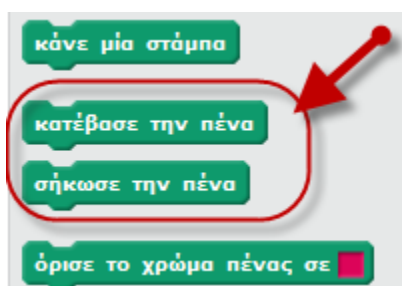 κάνε μία στάμπα
κατέβασε την πένα
σήκωσε την πένα
όρισε το χρώμα πένας σε